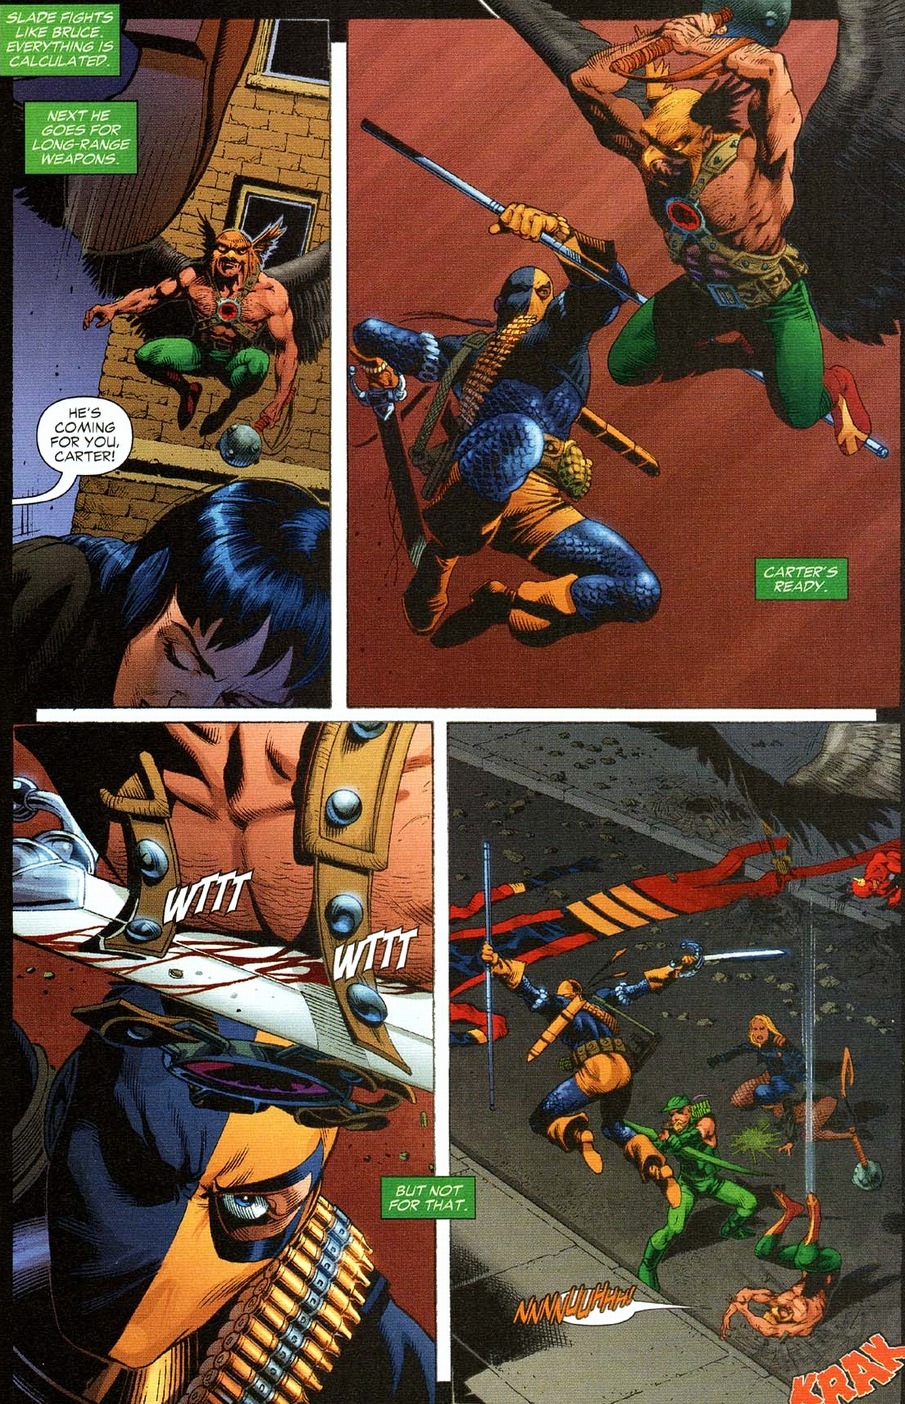 SLADE FIGHTS
LIKE BRUCE.
EVERYTHING IS
CALCULATED.
NEXT HE
GOES FOR
LONG-RANGE
WEAPONS.
HE'S
COMING
FOR YOU,
CARTER!
CARTER'S
READY.
WTTT
WTTT
BUT NOT
FOR THAT.
NNNNUUHHH!
KRAK